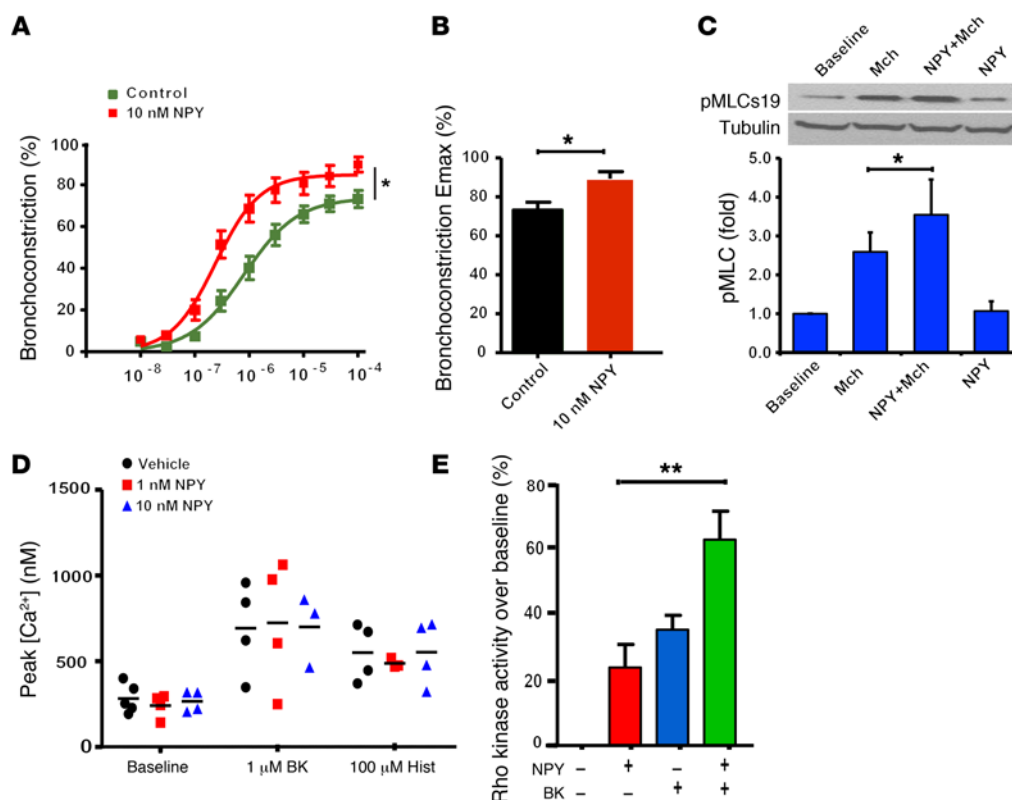 A
Control
10 nM NPY
Bronchoconstriction (%)
100
80
60
40
20
0
10⁻⁸ 10⁻⁷ 10⁻⁶ 10⁻⁵ 10⁻⁴
*
B
Bronchoconstriction Emax (%)
100
80
60
40
20
0
*
Control
10 nM NPY
C
Baseline Mch NPY+Mch NPY
pMLCs19
Tubulin
pMLC (fold)
5.0
4.0
3.0
2.0
1.0
0.0
*
Baseline Mch NPY+Mch NPY
D
Vehicle
1 nM NPY
10 nM NPY
Peak [Ca²⁺] (nM)
1500
1000
500
0
Baseline 1 μM BK 100 μM Hist
E
Rho kinase activity over baseline (%)
80
60
40
20
0
**
NPY – + – +
BK – – + +